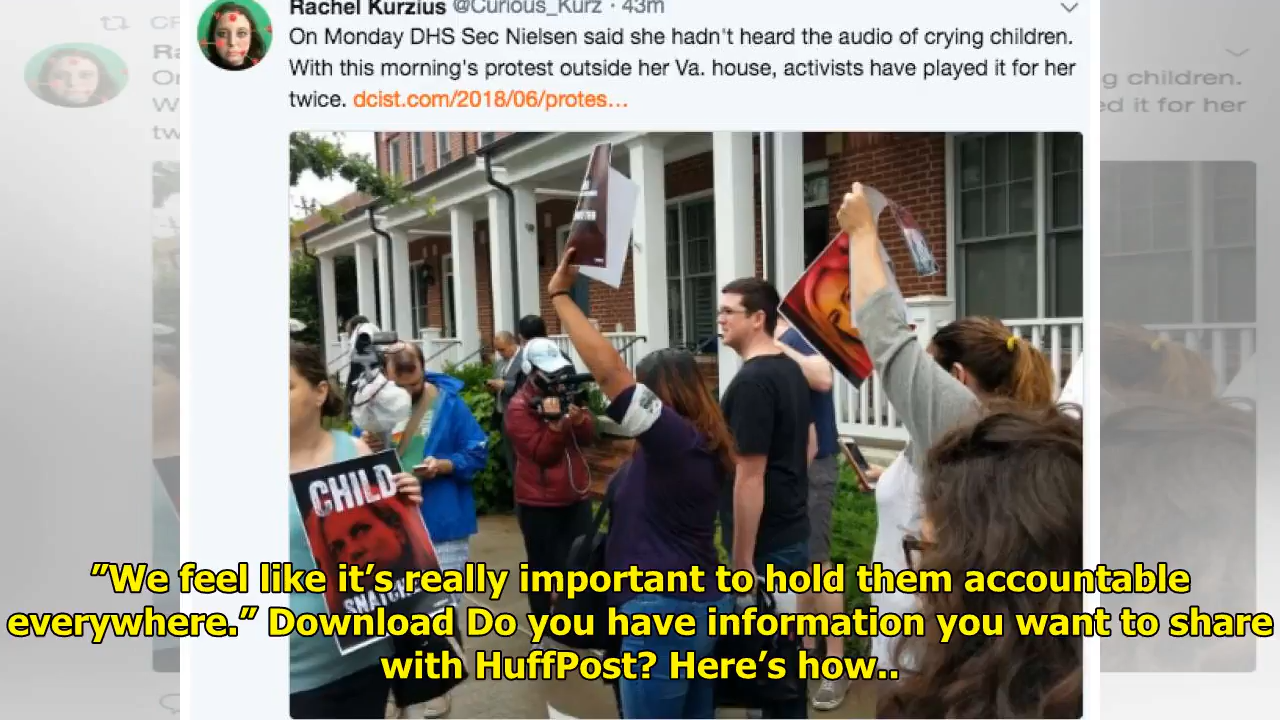 Rachel Kurzius @Curious_Kurz · 43m
On Monday DHS Sec Nielsen said she hadn't heard the audio of crying children.
With this morning's protest outside her Va. house, activists have played it for her
twice. dcist.com/2018/06/protes...
CHILD
”We feel like it’s really important to hold them accountable
everywhere.” Download Do you have information you want to share
with HuffPost? Here’s how..